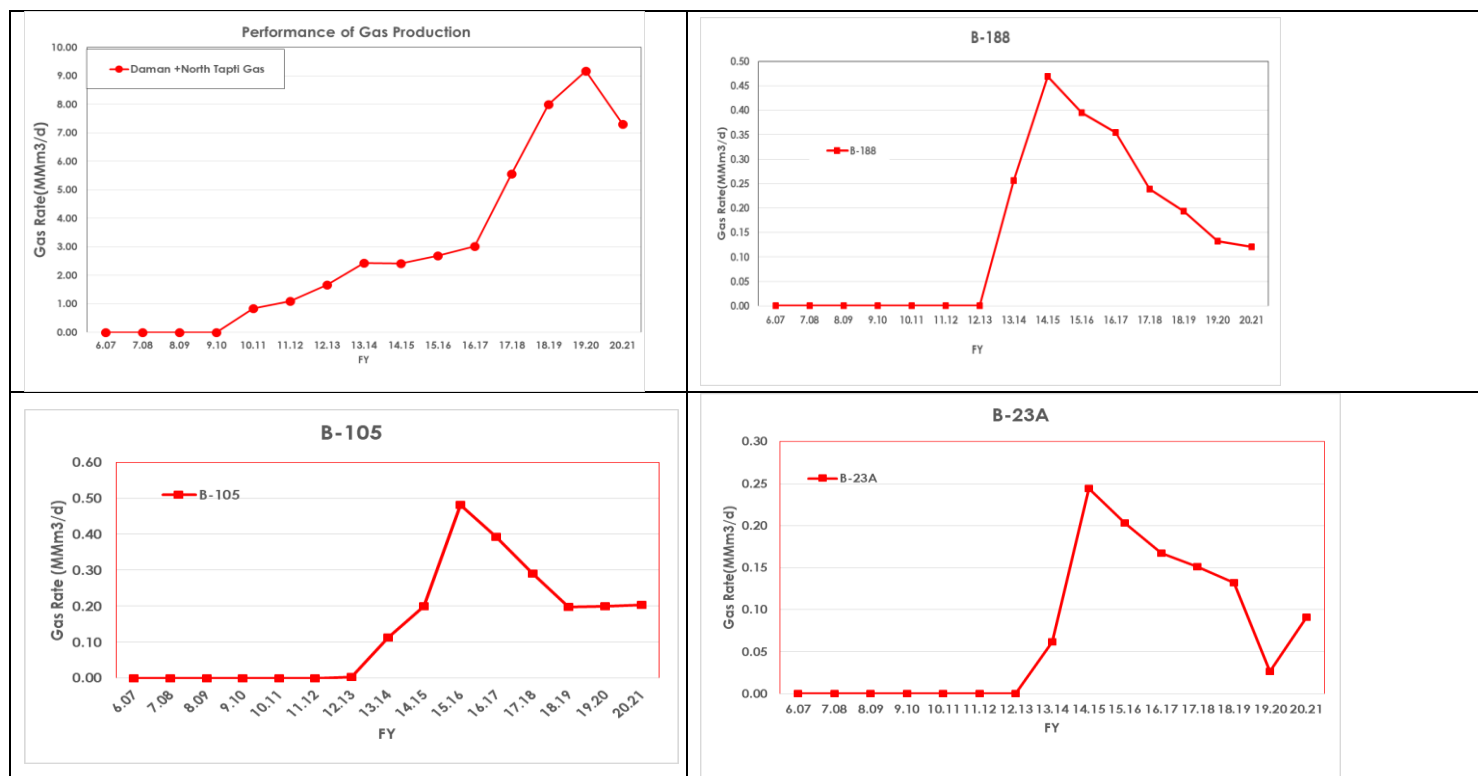 Performance of Gas Production
10.00
9.00
8.00
7.00
6.00
5.00
4.00
3.00
2.00
1.00
0.00
Gas Rate(MMm3/d)
Daman +North Tapti Gas
6.07 7.08 8.09 9.10 10.11 11.12 12.13 13.14 14.15 15.16 16.17 17.18 18.19 19.20 20.21
FY
B-188
0.50
0.45
0.40
0.35
0.30
0.25
0.20
0.15
0.10
0.05
0.00
Gas Rate(MMm3/d)
B-188
6.07 7.08 8.09 9.10 10.11 11.12 12.13 13.14 14.15 15.16 16.17 17.18 18.19 19.20 20.21
FY
B-105
0.60
0.50
0.40
0.30
0.20
0.10
0.00
Gas Rate (MMm3/d)
B-105
6.07 7.08 8.09 9.10 10.11 11.12 12.13 13.14 14.15 15.16 16.17 17.18 18.19 19.20 20.21
FY
B-23A
0.30
0.25
0.20
0.15
0.10
0.05
0.00
Gas Rate(MMm3/d)
B-23A
6.07 7.08 8.09 9.10 10.11 11.12 12.13 13.14 14.15 15.16 16.17 17.18 18.19 19.20 20.21
FY